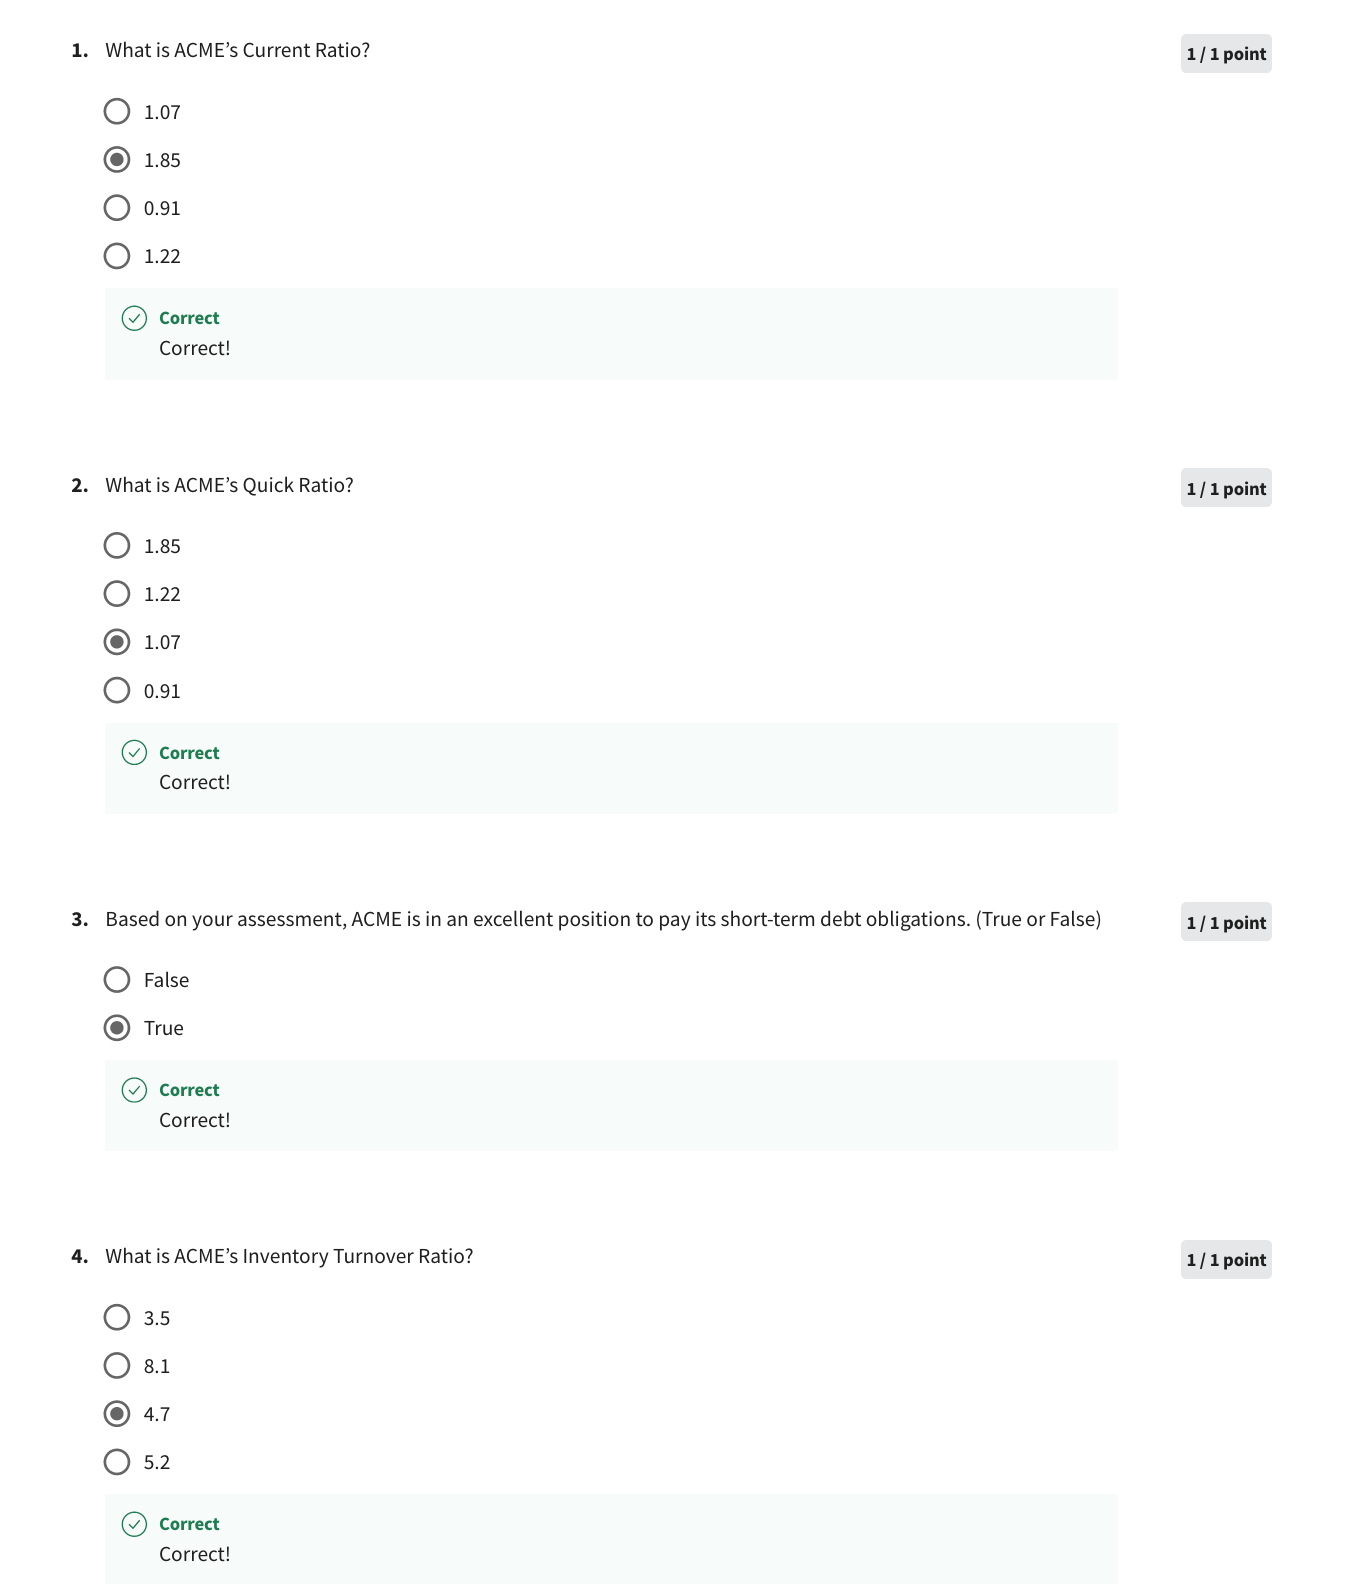 1. What is ACME’s Current Ratio?
1 / 1 point
1.07
1.85
0.91
1.22
Correct
Correct!
2. What is ACME’s Quick Ratio?
1 / 1 point
1.85
1.22
1.07
0.91
Correct
Correct!
3. Based on your assessment, ACME is in an excellent position to pay its short-term debt obligations. (True or False)
1 / 1 point
False
True
Correct
Correct!
4. What is ACME’s Inventory Turnover Ratio?
1 / 1 point
3.5
8.1
4.7
5.2
Correct
Correct!